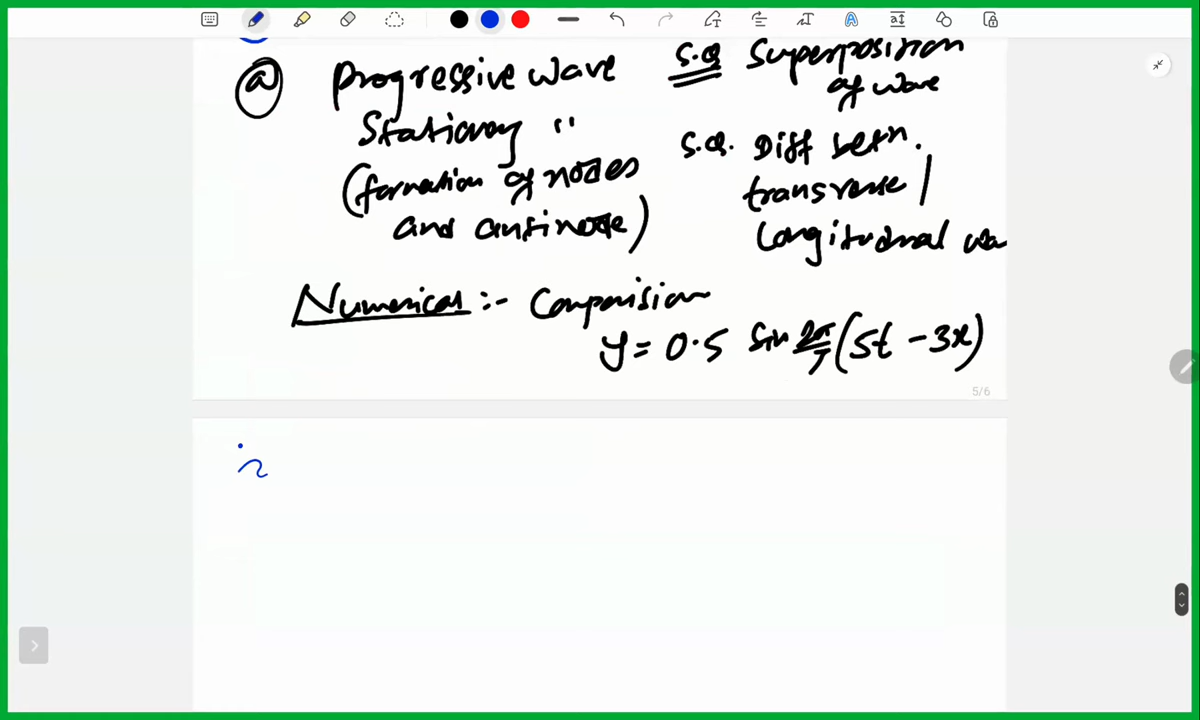 (a) Progressive wave
Stationary "
(formation of nodes
and antinode)
S.Q Superposition
of wave
S.Q. Diff betn.
transverse /
longitudinal wa
Numerical :- Comparision
y = 0.5 sin 2π/T (5t - 3x)
5/6